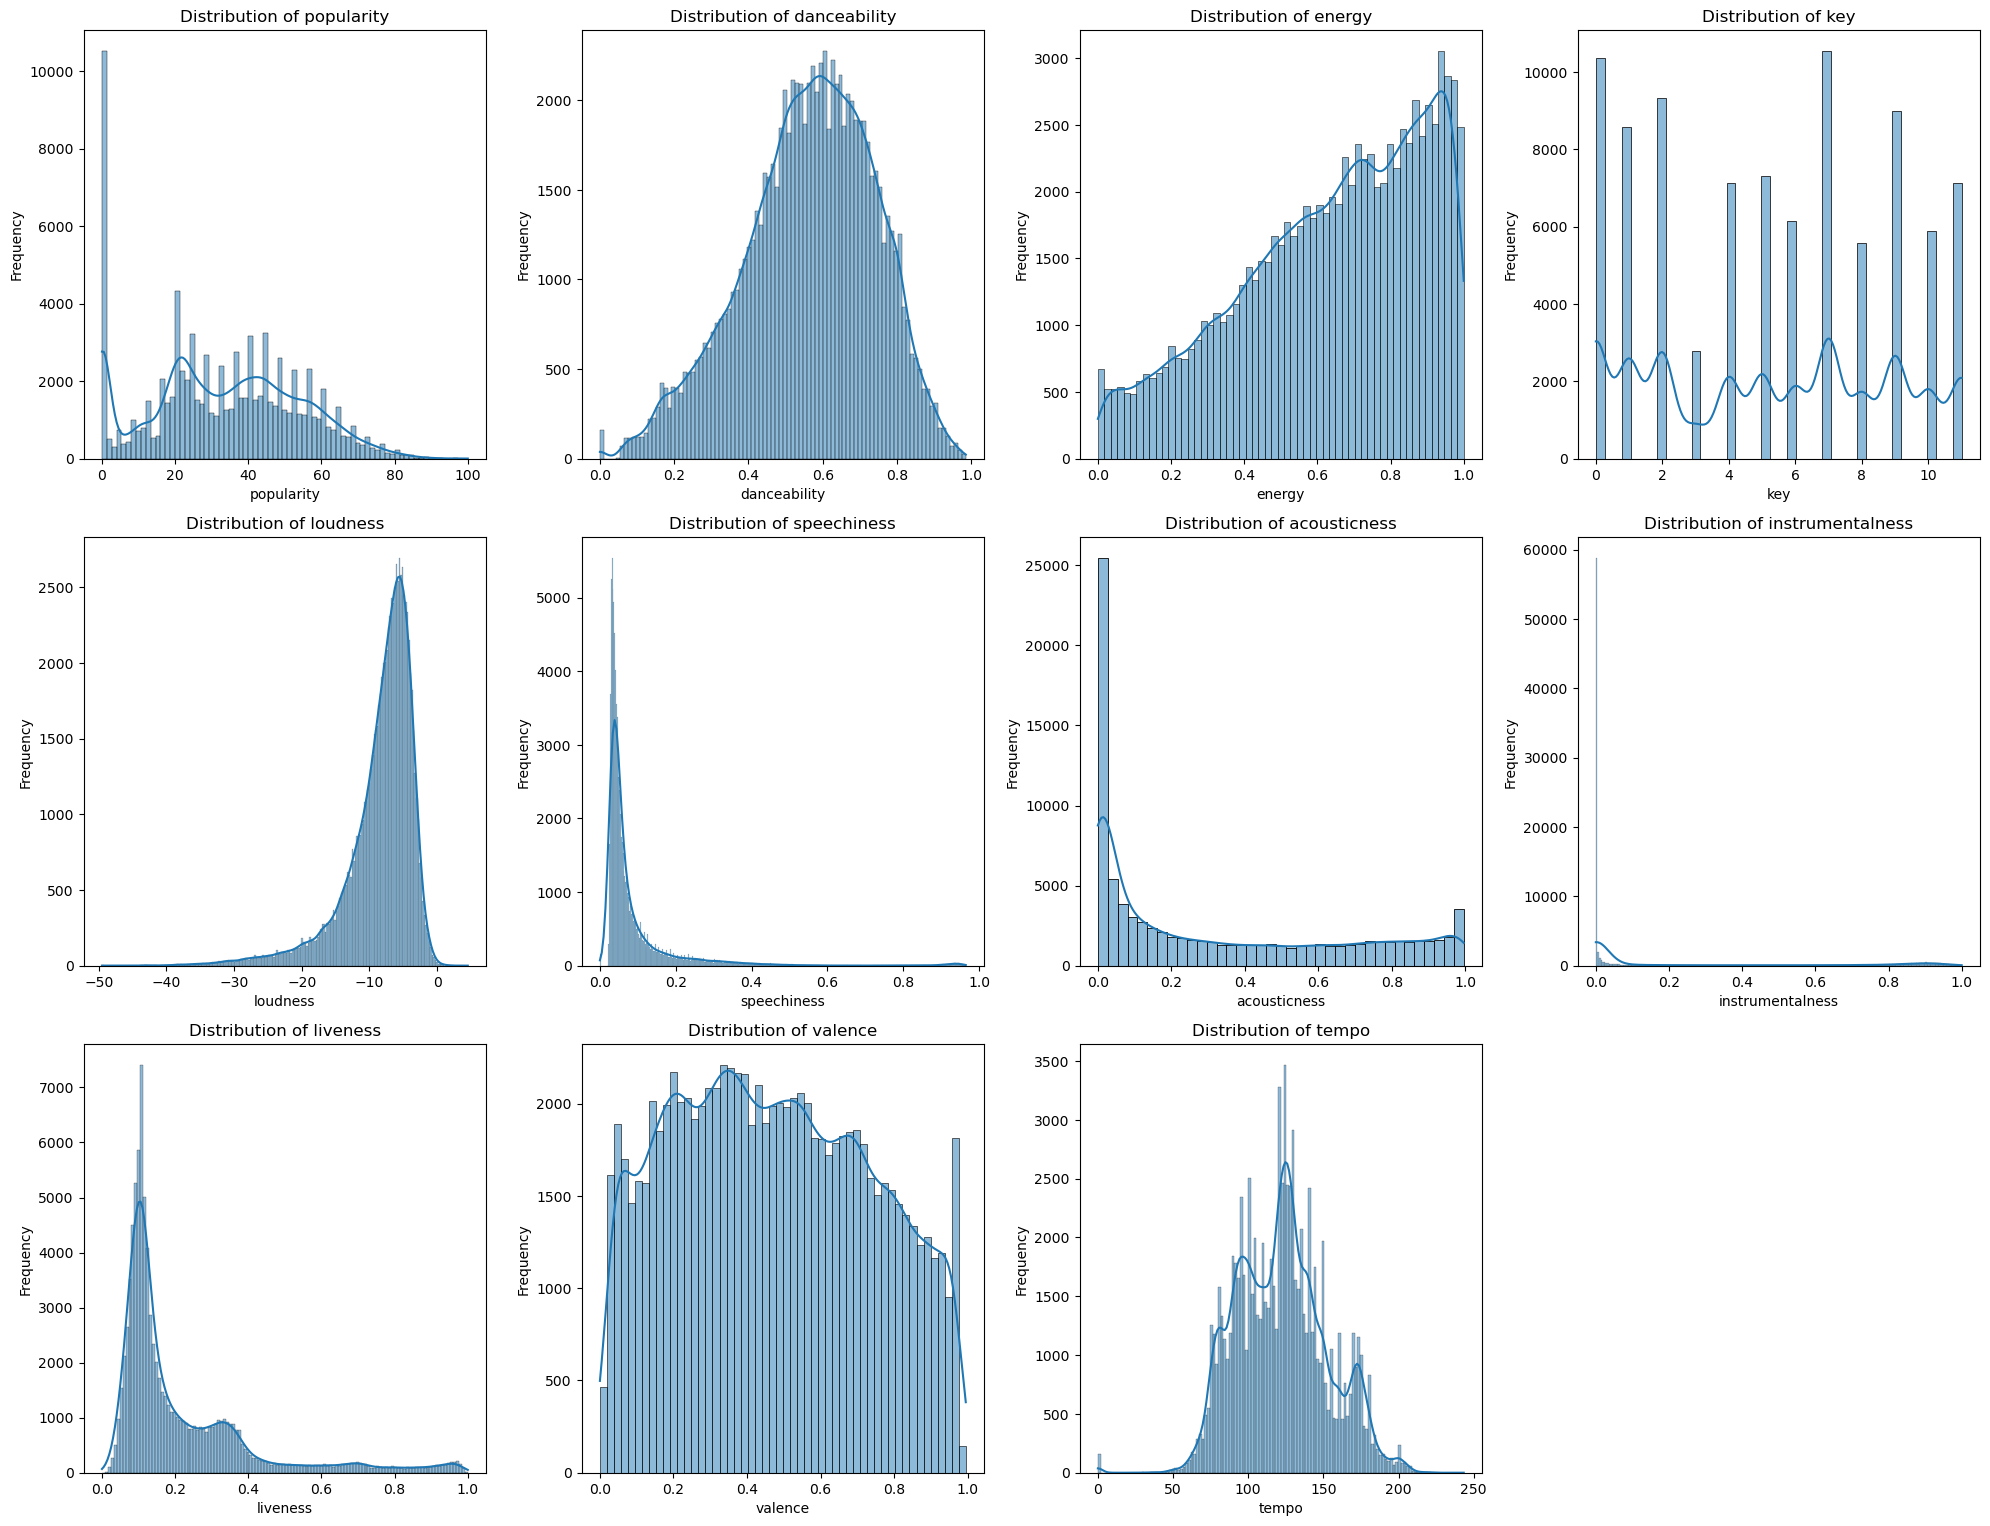 Distribution of popularity
Frequency
10000
8000
6000
4000
2000
0
0 20 40 60 80 100
popularity
Distribution of danceability
Frequency
2000
1500
1000
500
0
0.0 0.2 0.4 0.6 0.8 1.0
danceability
Distribution of energy
Frequency
3000
2500
2000
1500
1000
500
0
0.0 0.2 0.4 0.6 0.8 1.0
energy
Distribution of key
Frequency
10000
8000
6000
4000
2000
0
0 2 4 6 8 10
key
Distribution of loudness
Frequency
2500
2000
1500
1000
500
0
−50 −40 −30 −20 −10 0
loudness
Distribution of speechiness
Frequency
5000
4000
3000
2000
1000
0
0.0 0.2 0.4 0.6 0.8 1.0
speechiness
Distribution of acousticness
Frequency
25000
20000
15000
10000
5000
0
0.0 0.2 0.4 0.6 0.8 1.0
acousticness
Distribution of instrumentalness
Frequency
60000
50000
40000
30000
20000
10000
0
0.0 0.2 0.4 0.6 0.8 1.0
instrumentalness
Distribution of liveness
Frequency
7000
6000
5000
4000
3000
2000
1000
0
0.0 0.2 0.4 0.6 0.8 1.0
liveness
Distribution of valence
Frequency
2000
1500
1000
500
0
0.0 0.2 0.4 0.6 0.8 1.0
valence
Distribution of tempo
Frequency
3500
3000
2500
2000
1500
1000
500
0
0 50 100 150 200 250
tempo